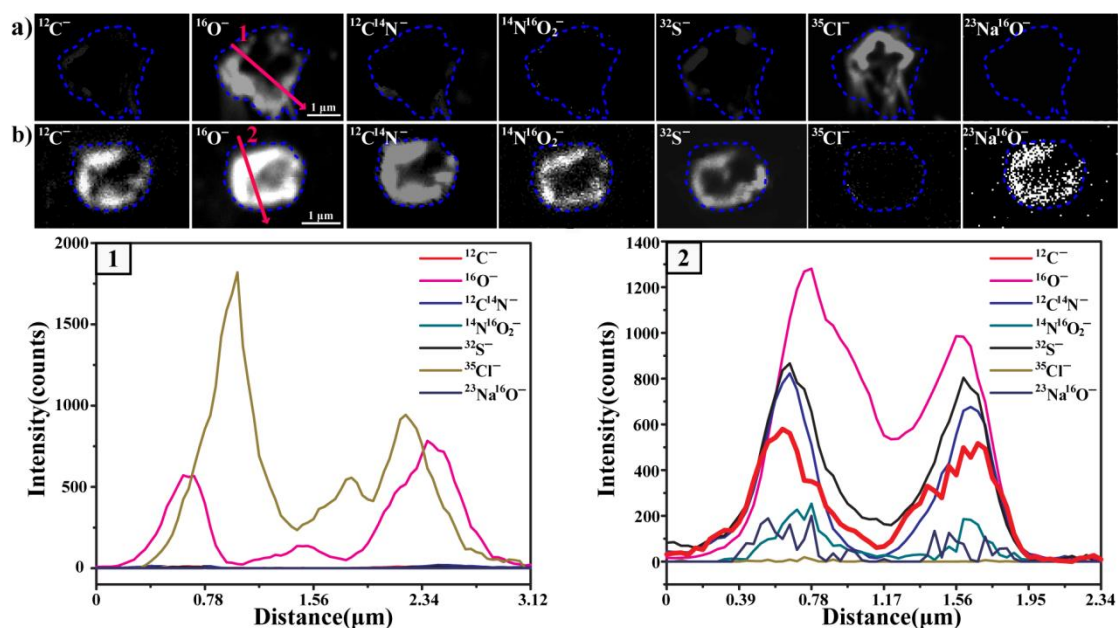 a) ¹²C⁻ ¹⁶O⁻ ¹²C¹⁴N⁻ ¹⁴N¹⁶O₂⁻ ³²S⁻ ³⁵Cl⁻ ²³Na¹⁶O⁻
1
1 μm
b) ¹²C⁻ ¹⁶O⁻ ¹²C¹⁴N⁻ ¹⁴N¹⁶O₂⁻ ³²S⁻ ³⁵Cl⁻ ²³Na¹⁶O⁻
2
1 μm
1
Intensity(counts)
2000
1500
1000
500
0
¹²C⁻
¹⁶O⁻
¹²C¹⁴N⁻
¹⁴N¹⁶O₂⁻
³²S⁻
³⁵Cl⁻
²³Na¹⁶O⁻
0 0.78 1.56 2.34 3.12
Distance(μm)
2
Intensity(counts)
1400
1200
1000
800
600
400
200
0
¹²C⁻
¹⁶O⁻
¹²C¹⁴N⁻
¹⁴N¹⁶O₂⁻
³²S⁻
³⁵Cl⁻
²³Na¹⁶O⁻
0 0.39 0.78 1.17 1.56 1.95 2.34
Distance(μm)